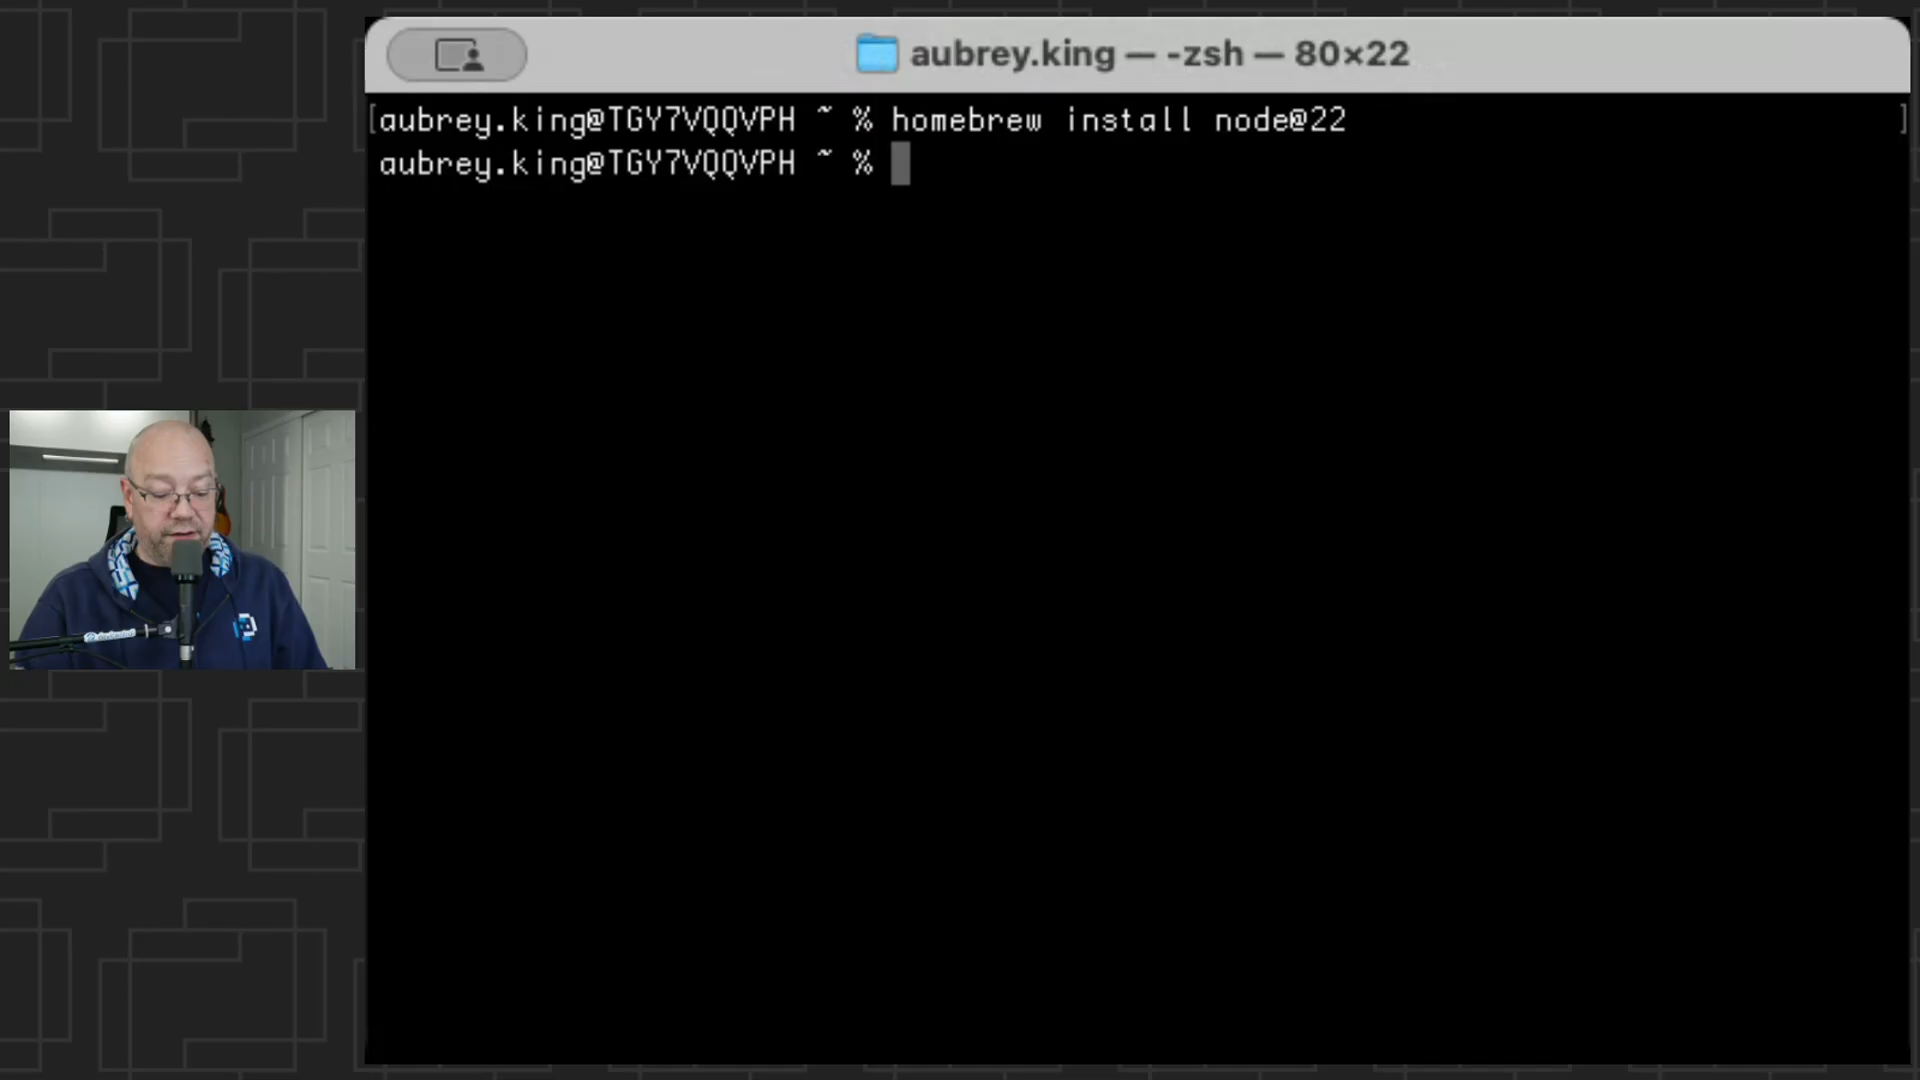 aubrey.king — -zsh — 80×22
[aubrey.king@TGY7VQQVPH ~ % homebrew install node@22 ]
aubrey.king@TGY7VQQVPH ~ %